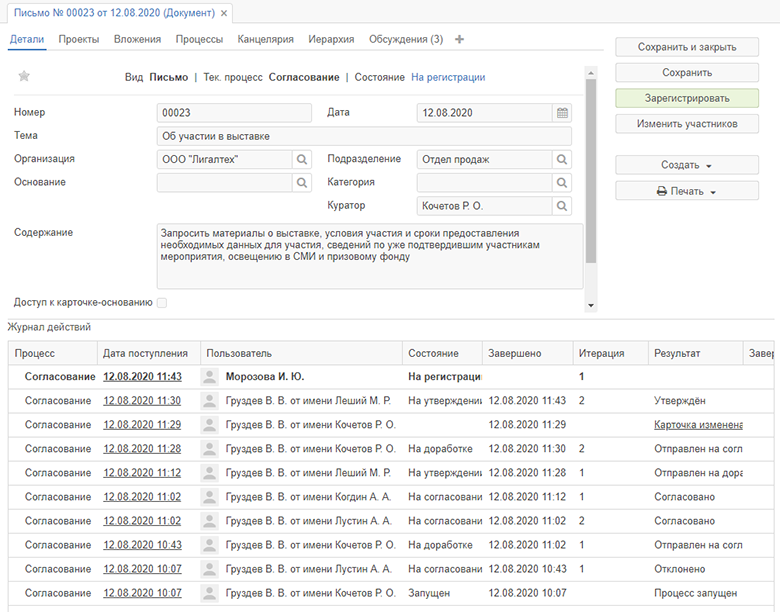 Письмо № 00023 от 12.08.2020 (Документ) ×
Детали Проекты Вложения Процессы Канцелярия Иерархия Обсуждения (3)
Вид Письмо | Тек. процесс Согласование | Состояние На регистрации
Номер 00023 Дата 12.08.2020
Тема Об участии в выставке
Организация ООО "Лигалтех" Подразделение Отдел продаж
Основание Категория
Куратор Кочетов Р. О.
Содержание Запросить материалы о выставке, условия участия и сроки предоставления
необходимых данных для участия, сведений по уже подтвердившим участникам
мероприятия, освещению в СМИ и призовому фонду
Доступ к карточке-основанию
Сохранить и закрыть
Сохранить
Зарегистрировать
Изменить участников
Создать
Печать
Журнал действий
Процесс Дата поступления Пользователь Состояние Завершено Итерация Результат Завер
Согласование 12.08.2020 11:43 Морозова И. Ю. На регистраци 1
Согласование 12.08.2020 11:30 Груздев В. В. от имени Леший М. Р. На утверждени 12.08.2020 11:43 2 Утверждён
Согласование 12.08.2020 11:29 Груздев В. В. от имени Кочетов Р. О. 12.08.2020 11:29 Карточка изменена
Согласование 12.08.2020 11:28 Груздев В. В. от имени Кочетов Р. О. На доработке 12.08.2020 11:30 2 Отправлен на согл
Согласование 12.08.2020 11:12 Груздев В. В. от имени Леший М. Р. На утверждени 12.08.2020 11:28 1 Отправлен на дора
Согласование 12.08.2020 11:02 Груздев В. В. от имени Когдин А. А. На согласовани 12.08.2020 11:12 1 Согласовано
Согласование 12.08.2020 11:02 Груздев В. В. от имени Лустин А. А. На согласовани 12.08.2020 11:02 2 Согласовано
Согласование 12.08.2020 10:43 Груздев В. В. от имени Кочетов Р. О. На доработке 12.08.2020 11:02 1 Отправлен на согл
Согласование 12.08.2020 10:07 Груздев В. В. от имени Лустин А. А. На согласовани 12.08.2020 10:43 1 Отклонено
Согласование 12.08.2020 10:07 Груздев В. В. от имени Кочетов Р. О. Запущен 12.08.2020 10:07 Процесс запущен